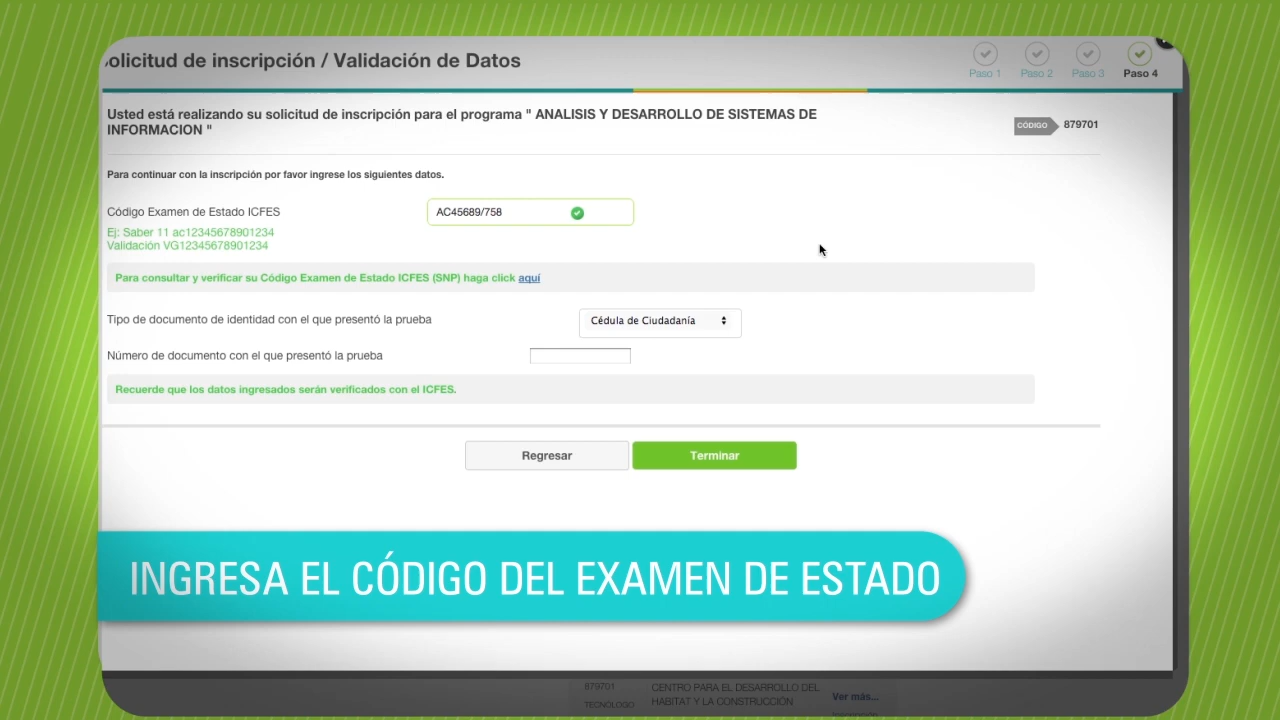 olicitud de inscripción / Validación de Datos
Paso 1
Paso 2
Paso 3
Paso 4
Usted está realizando su solicitud de inscripción para el programa " ANALISIS Y DESARROLLO DE SISTEMAS DE
INFORMACION "
CÓDIGO 879701
Para continuar con la inscripción por favor ingrese los siguientes datos.
Código Examen de Estado ICFES
AC45689/758
Ej: Saber 11 ac12345678901234
Validación VG12345678901234
Para consultar y verificar su Código Examen de Estado ICFES (SNP) haga click aquí
Tipo de documento de identidad con el que presentó la prueba
Cédula de Ciudadanía
Número de documento con el que presentó la prueba
Recuerde que los datos ingresados serán verificados con el ICFES.
Regresar
Terminar
INGRESA EL CÓDIGO DEL EXAMEN DE ESTADO
879701
CENTRO PARA EL DESARROLLO DEL
HABITAT Y LA CONSTRUCCIÓN
TECNÓLOGO
Ver más...